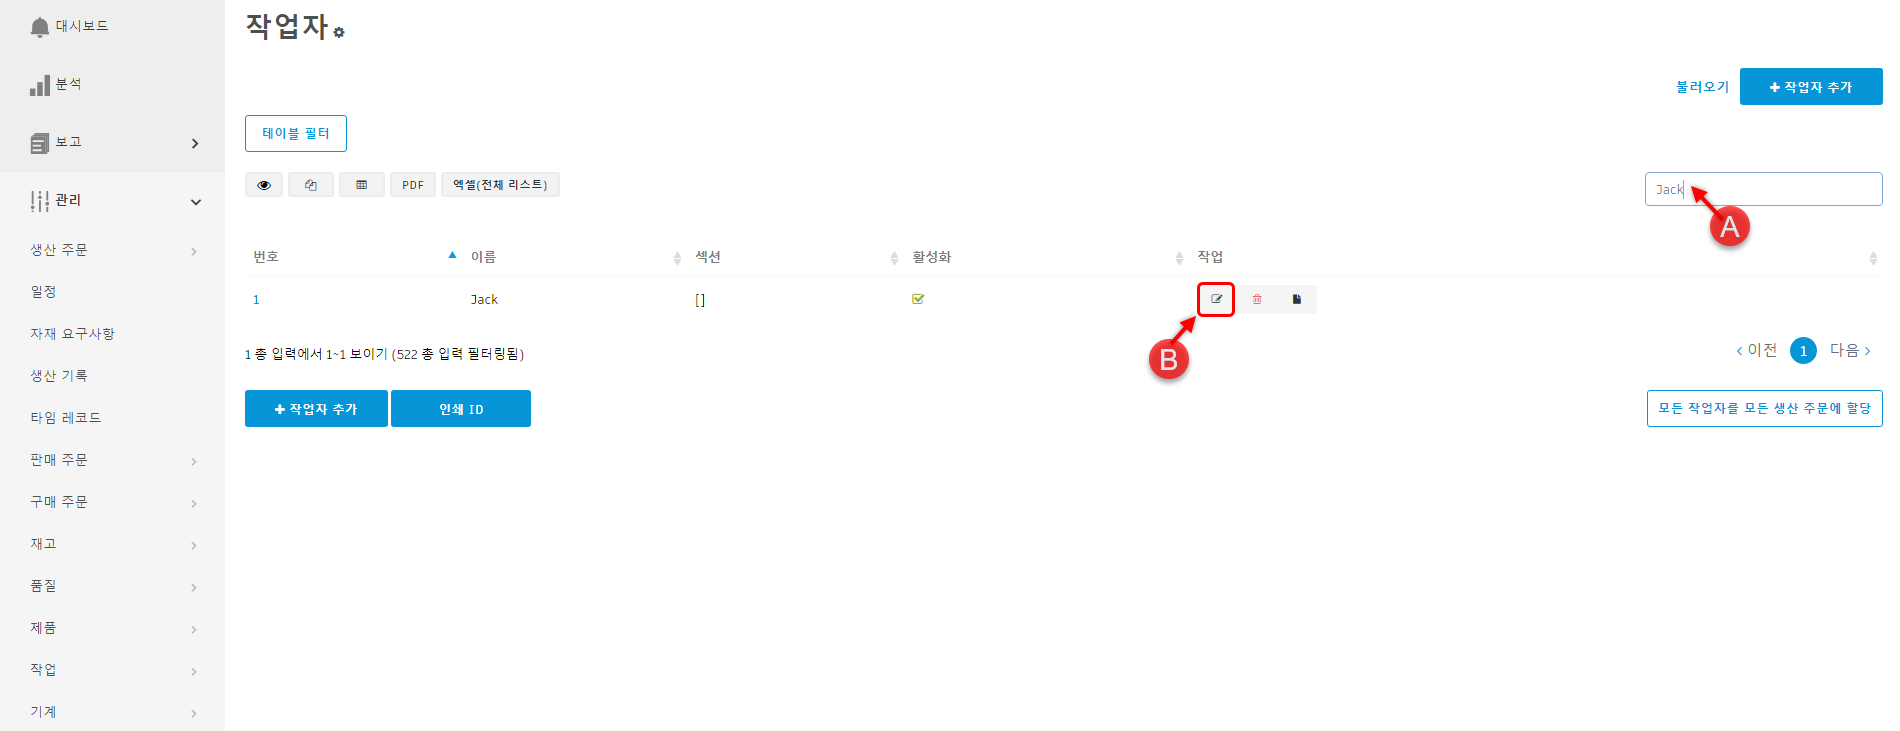 대시보드
분석
보고
관리
생산 주문
일정
자재 요구사항
생산 기록
타임 레코드
판매 주문
구매 주문
재고
품질
제품
작업
기계
작업자
불러오기
작업자 추가
테이블 필터
PDF
엑셀(전체 리스트)
Jack
A
번호 이름 섹션 활성화 작업
1 Jack []
B
1 총 입력에서 1~1 보이기 (522 총 입력 필터링됨)
이전 1 다음
작업자 추가
인쇄 ID
모든 작업자를 모든 생산 주문에 할당